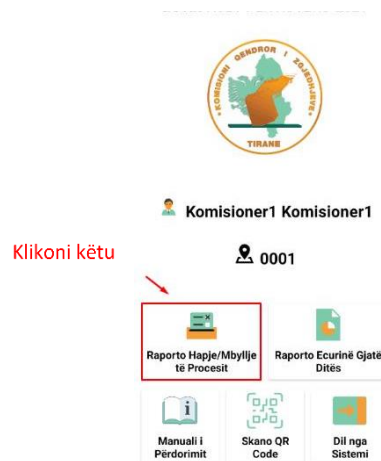 KOMISIONI QENDROR I ZGJEDHJEVE
TIRANE
Komisioner1 Komisioner1
Klikoni këtu
0001
Raporto Hapje/Mbyllje
të Procesit
Raporto Ecurinë Gjatë
Ditës
Manuali i
Përdorimit
Skano QR
Code
Dil nga
Sistemi